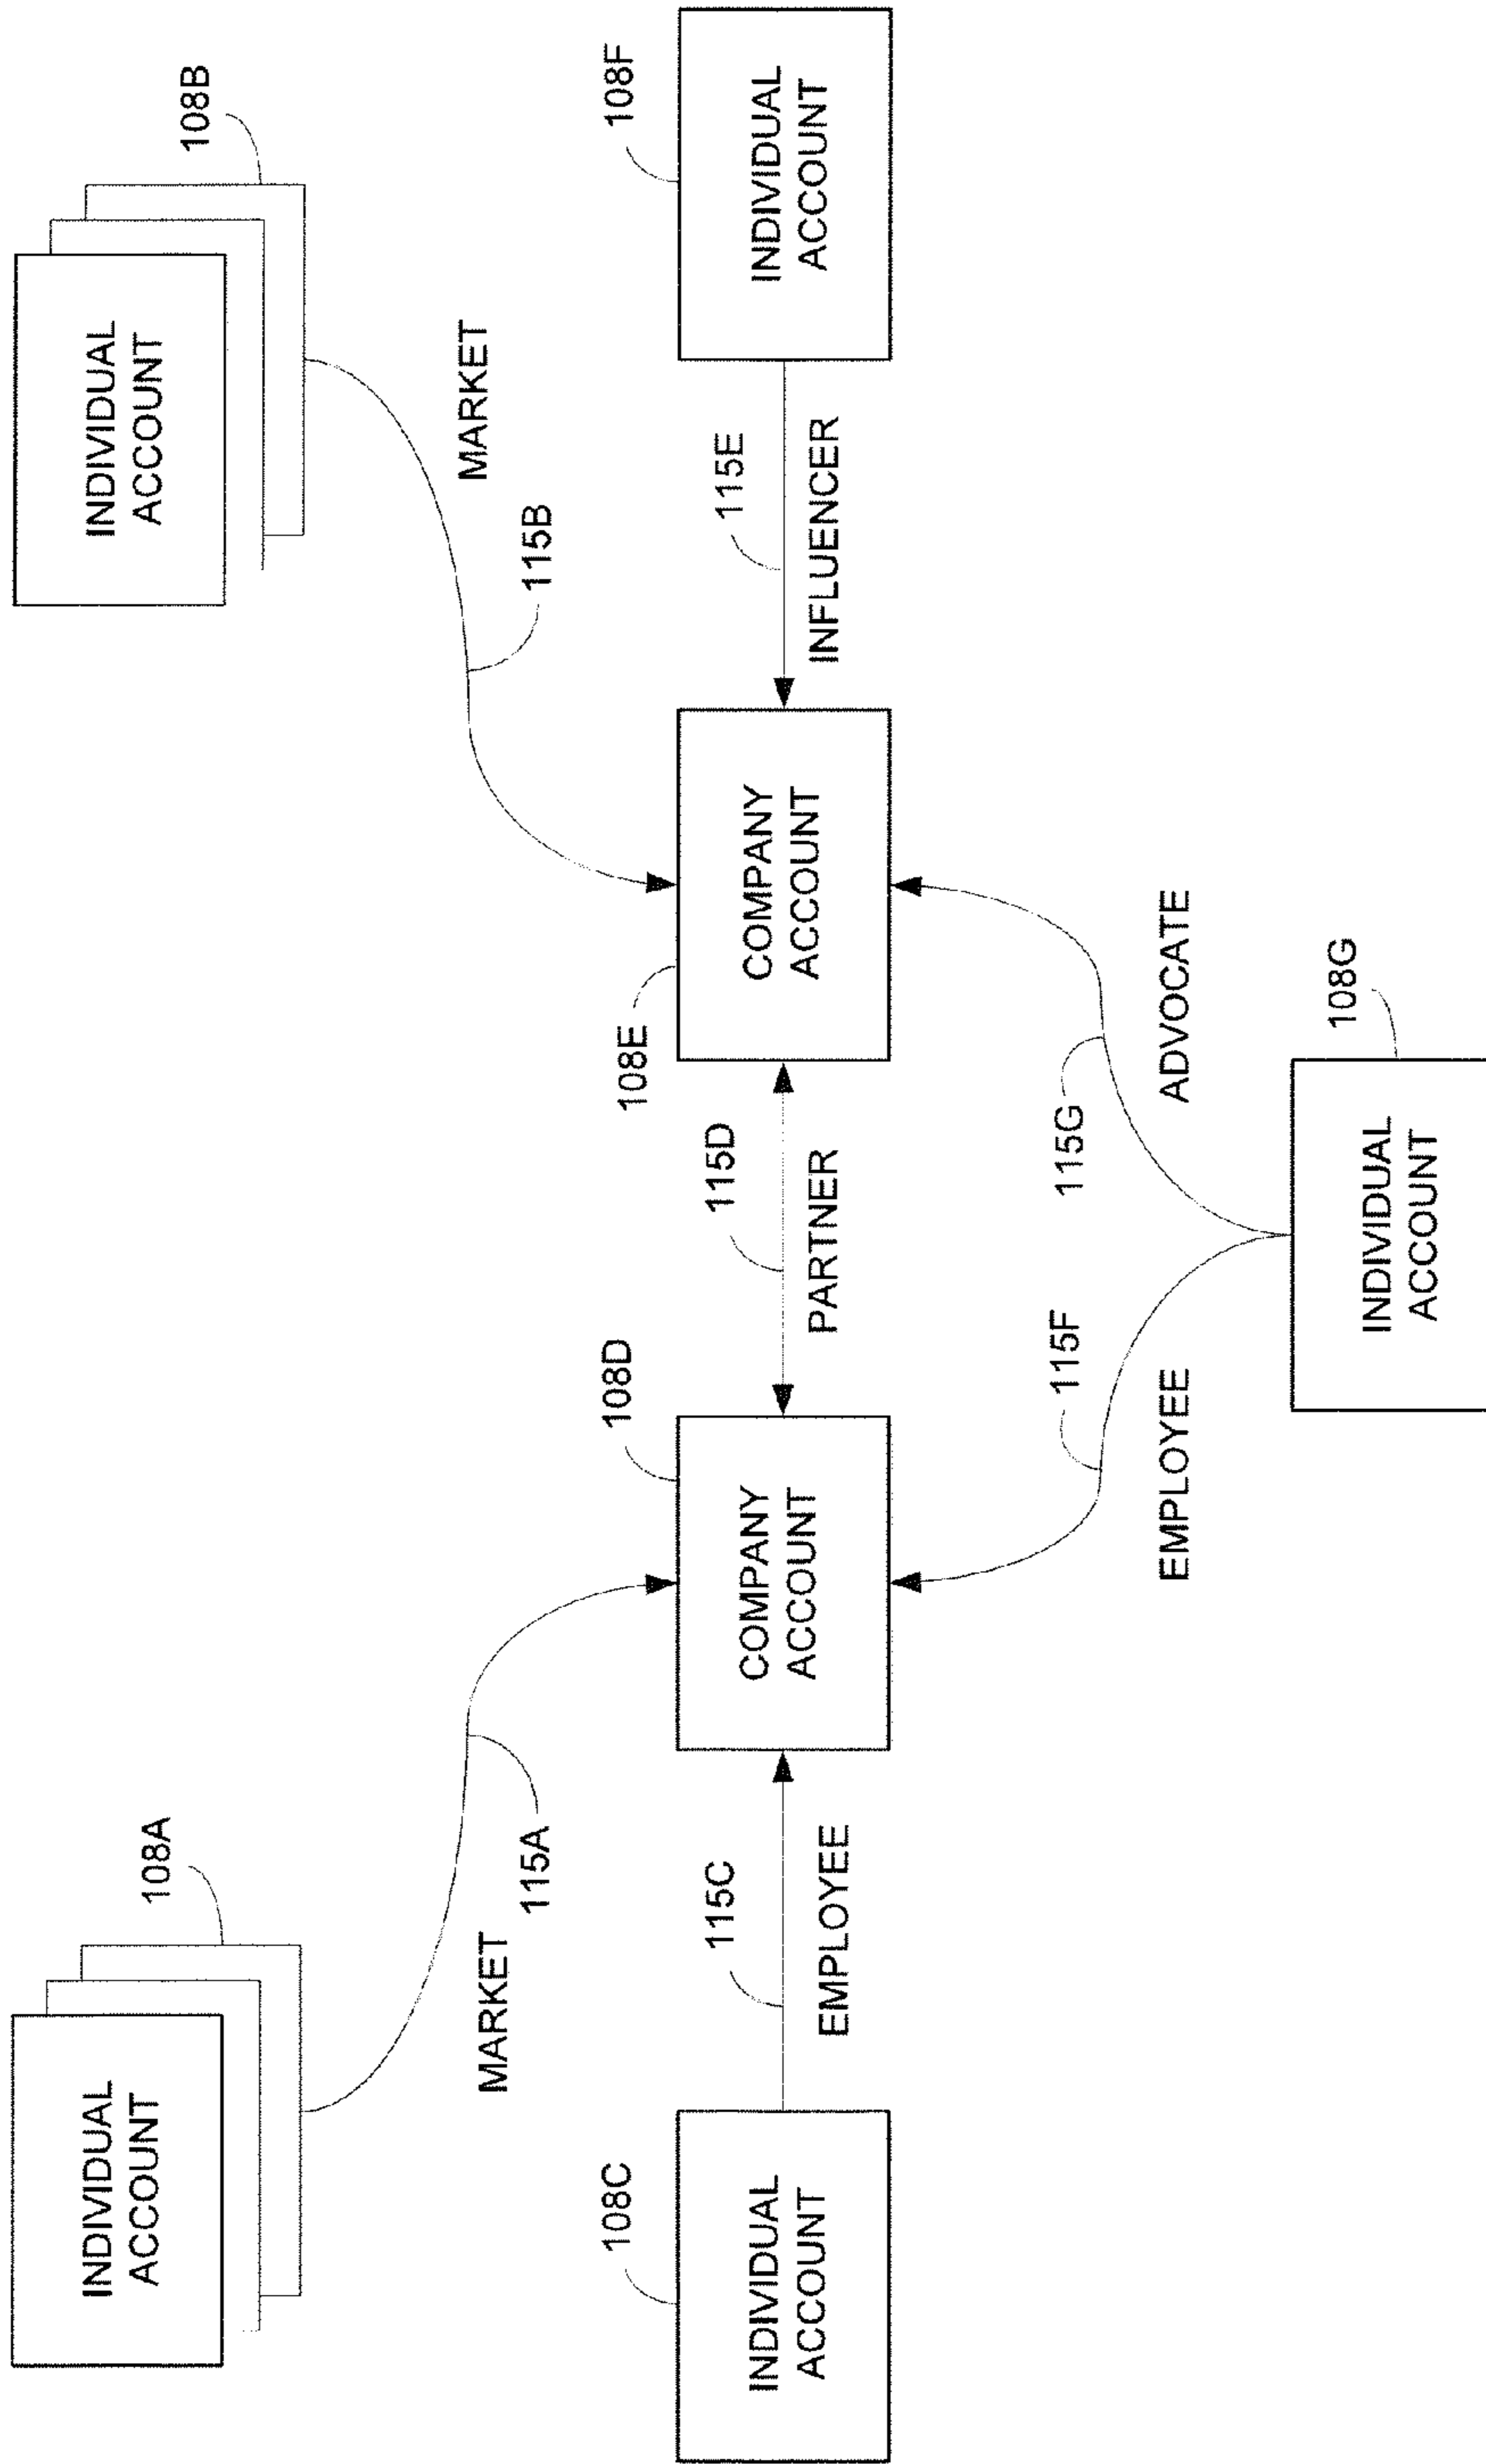 INDIVIDUAL
ACCOUNT
108A
INDIVIDUAL
ACCOUNT
108B
MARKET
115A
MARKET
115B
108C
INDIVIDUAL
ACCOUNT
115C
EMPLOYEE
108D
COMPANY
ACCOUNT
115D
PARTNER
108E
COMPANY
ACCOUNT
115E
INFLUENCER
108F
INDIVIDUAL
ACCOUNT
EMPLOYEE
115F
115G
ADVOCATE
INDIVIDUAL
ACCOUNT
108G